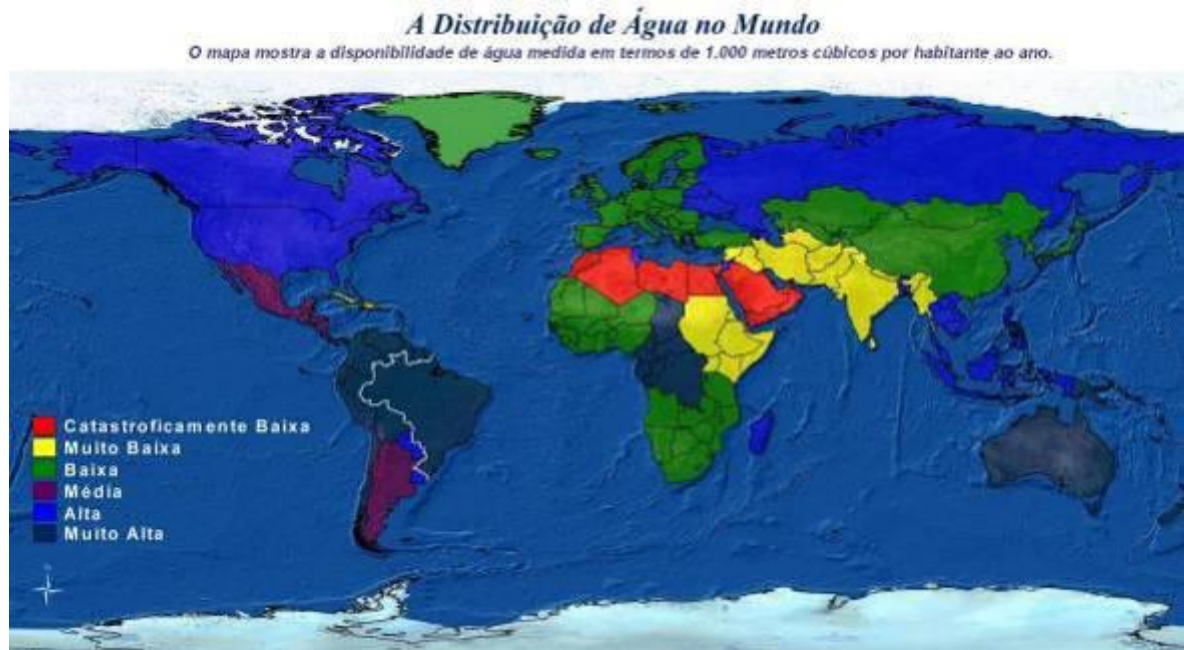 A Distribuição de Água no Mundo
O mapa mostra a disponibilidade de água medida em termos de 1.000 metros cúbicos por habitante ao ano.
Catastroficamente Baixa
Muito Baixa
Baixa
Média
Alta
Muito Alta